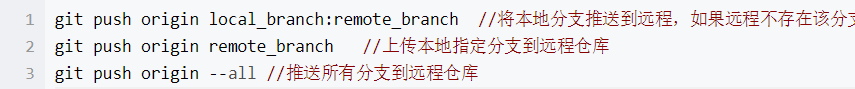 1 git push origin local_branch:remote_branch //将本地分支推送到远程，如果远程不存在该分支
2 git push origin remote_branch //上传本地指定分支到远程仓库
3 git push origin --all //推送所有分支到远程仓库